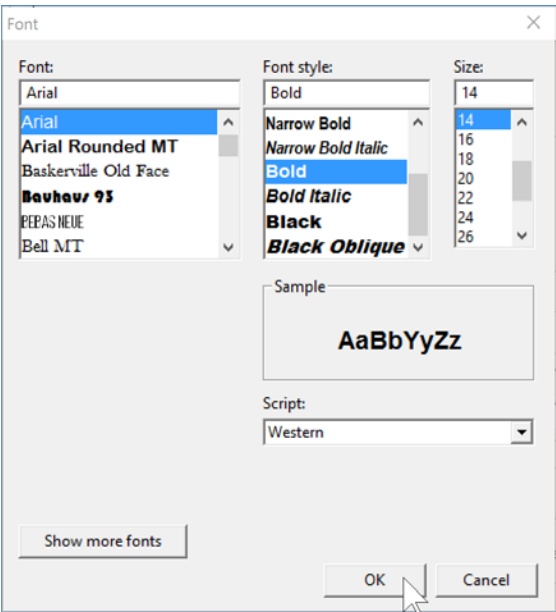 Font
Font:
Arial
Arial
Arial Rounded MT
Baskerville Old Face
Bauhaus 93
BEBAS NEUE
Bell MT
Font style:
Bold
Narrow Bold
Narrow Bold Italic
Bold
Bold Italic
Black
Black Oblique
Size:
14
14
16
18
20
22
24
26
Sample
AaBbYyZz
Script:
Western
Show more fonts
OK
Cancel